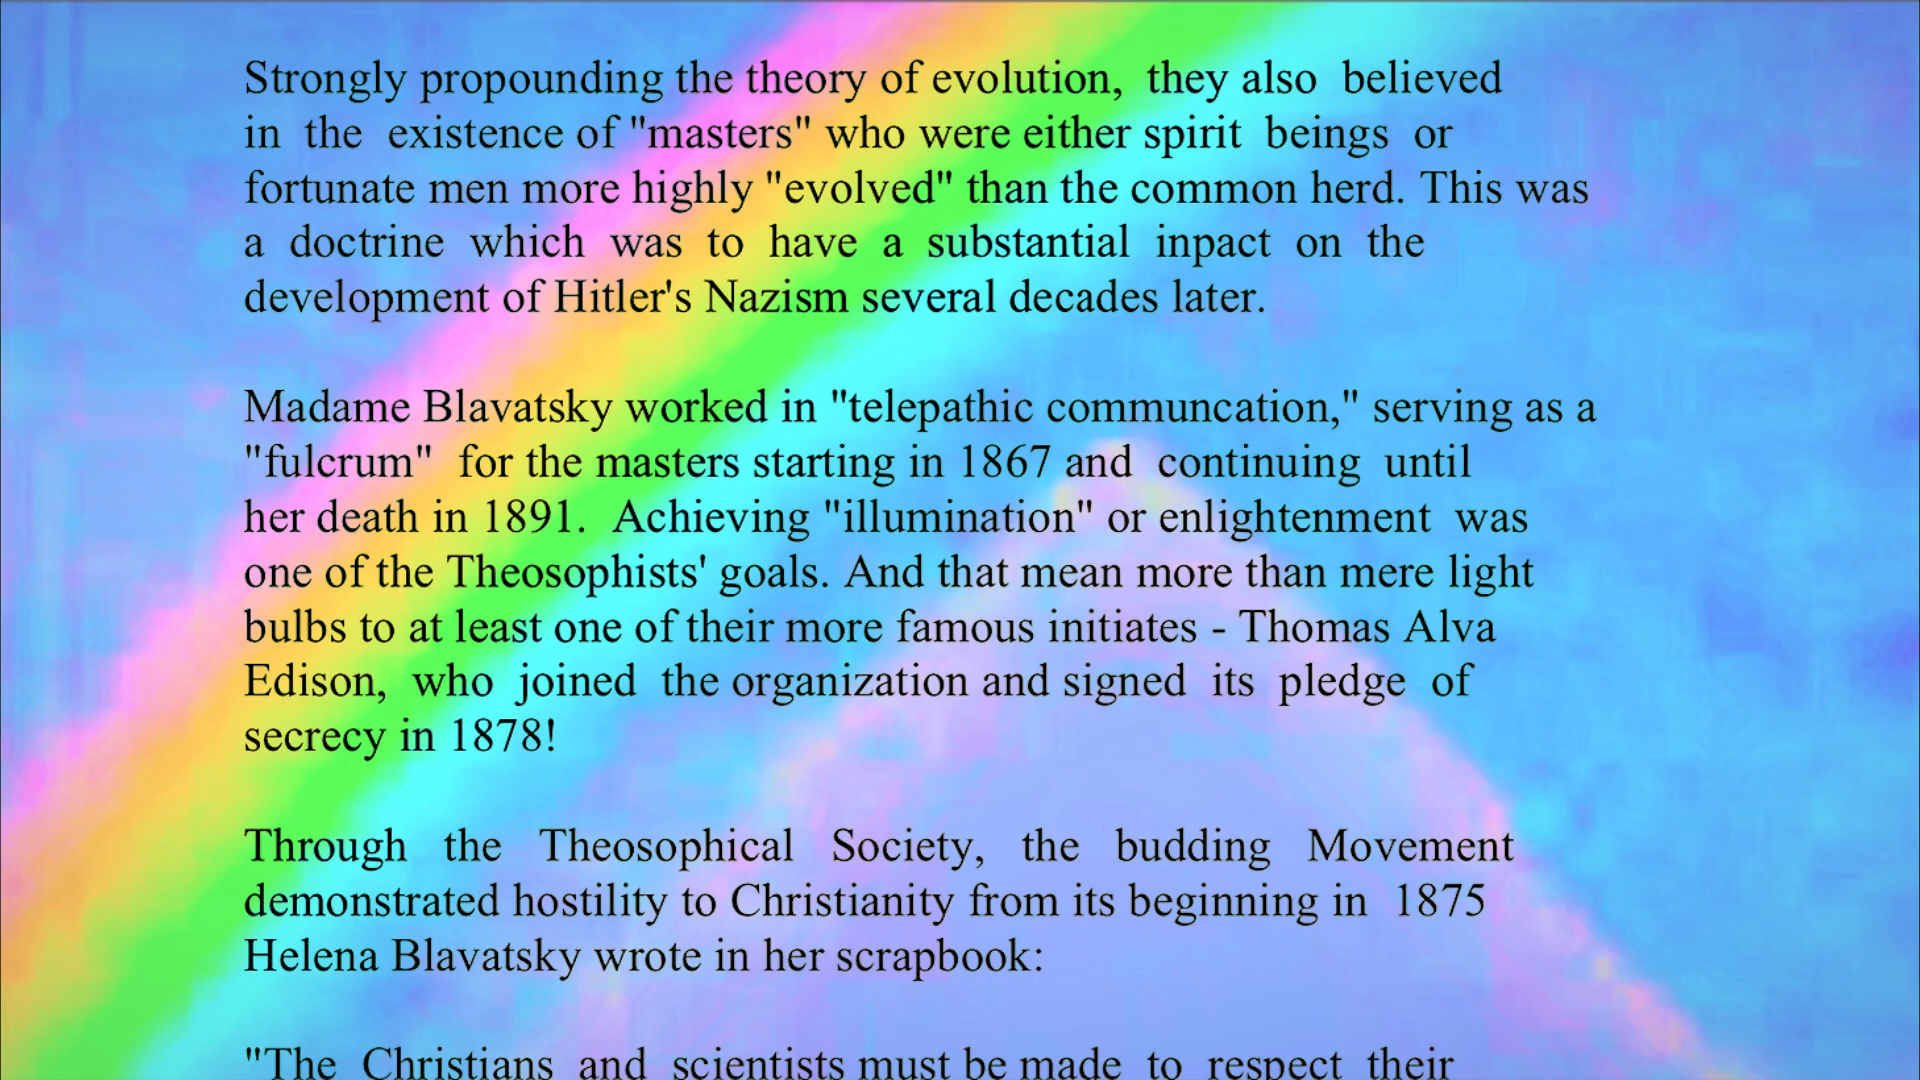 Strongly propounding the theory of evolution, they also believed
in the existence of "masters" who were either spirit beings or
fortunate men more highly "evolved" than the common herd. This was
a doctrine which was to have a substantial inpact on the
development of Hitler's Nazism several decades later.
Madame Blavatsky worked in "telepathic communcation," serving as a
"fulcrum" for the masters starting in 1867 and continuing until
her death in 1891. Achieving "illumination" or enlightenment was
one of the Theosophists' goals. And that mean more than mere light
bulbs to at least one of their more famous initiates - Thomas Alva
Edison, who joined the organization and signed its pledge of
secrecy in 1878!
Through the Theosophical Society, the budding Movement
demonstrated hostility to Christianity from its beginning in 1875
Helena Blavatsky wrote in her scrapbook:
"The Christians and scientists must be made to respect their